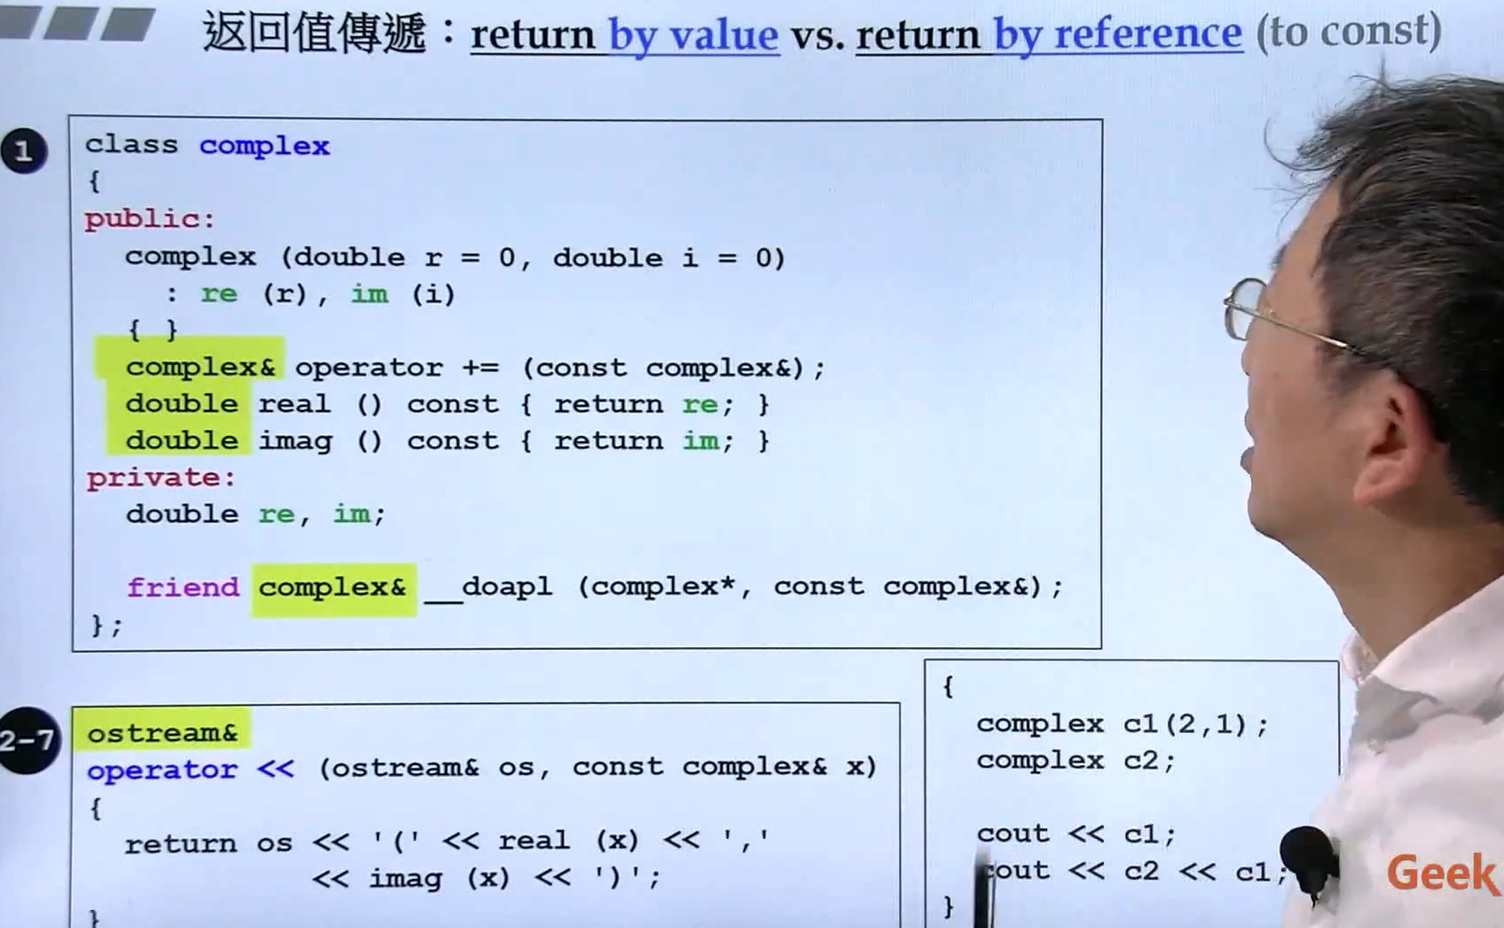 返回值傳遞：return by value vs. return by reference (to const)
1
class complex
{
public:
complex (double r = 0, double i = 0)
: re (r), im (i)
{ }
complex& operator += (const complex&);
double real () const { return re; }
double imag () const { return im; }
private:
double re, im;
friend complex& __doapl (complex*, const complex&);
};
2-7
ostream&
operator << (ostream& os, const complex& x)
{
return os << '(' << real (x) << ','
<< imag (x) << ')';
}
{
complex c1(2,1);
complex c2;
cout << c1;
cout << c2 << c1;
}
Geek